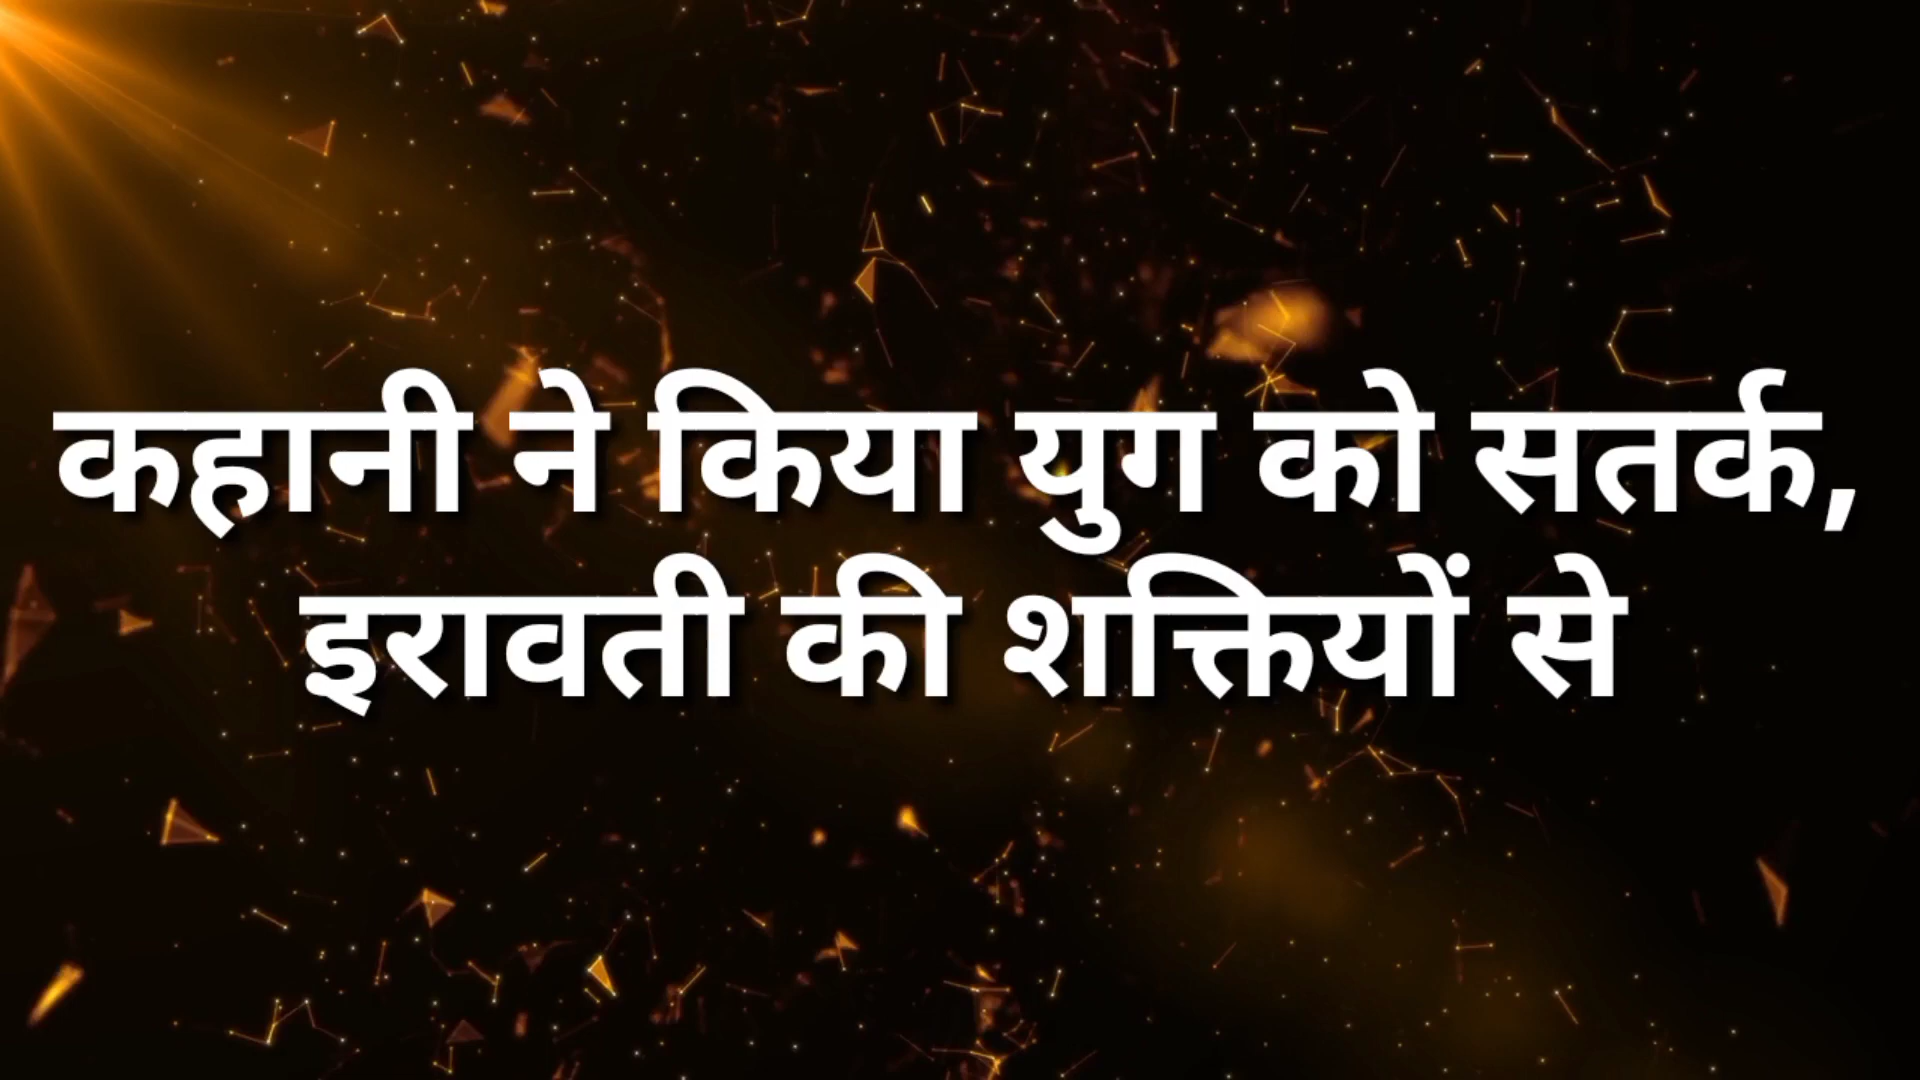 कहानी ने किया युग को सतर्क,
इरावती की शक्तियों से